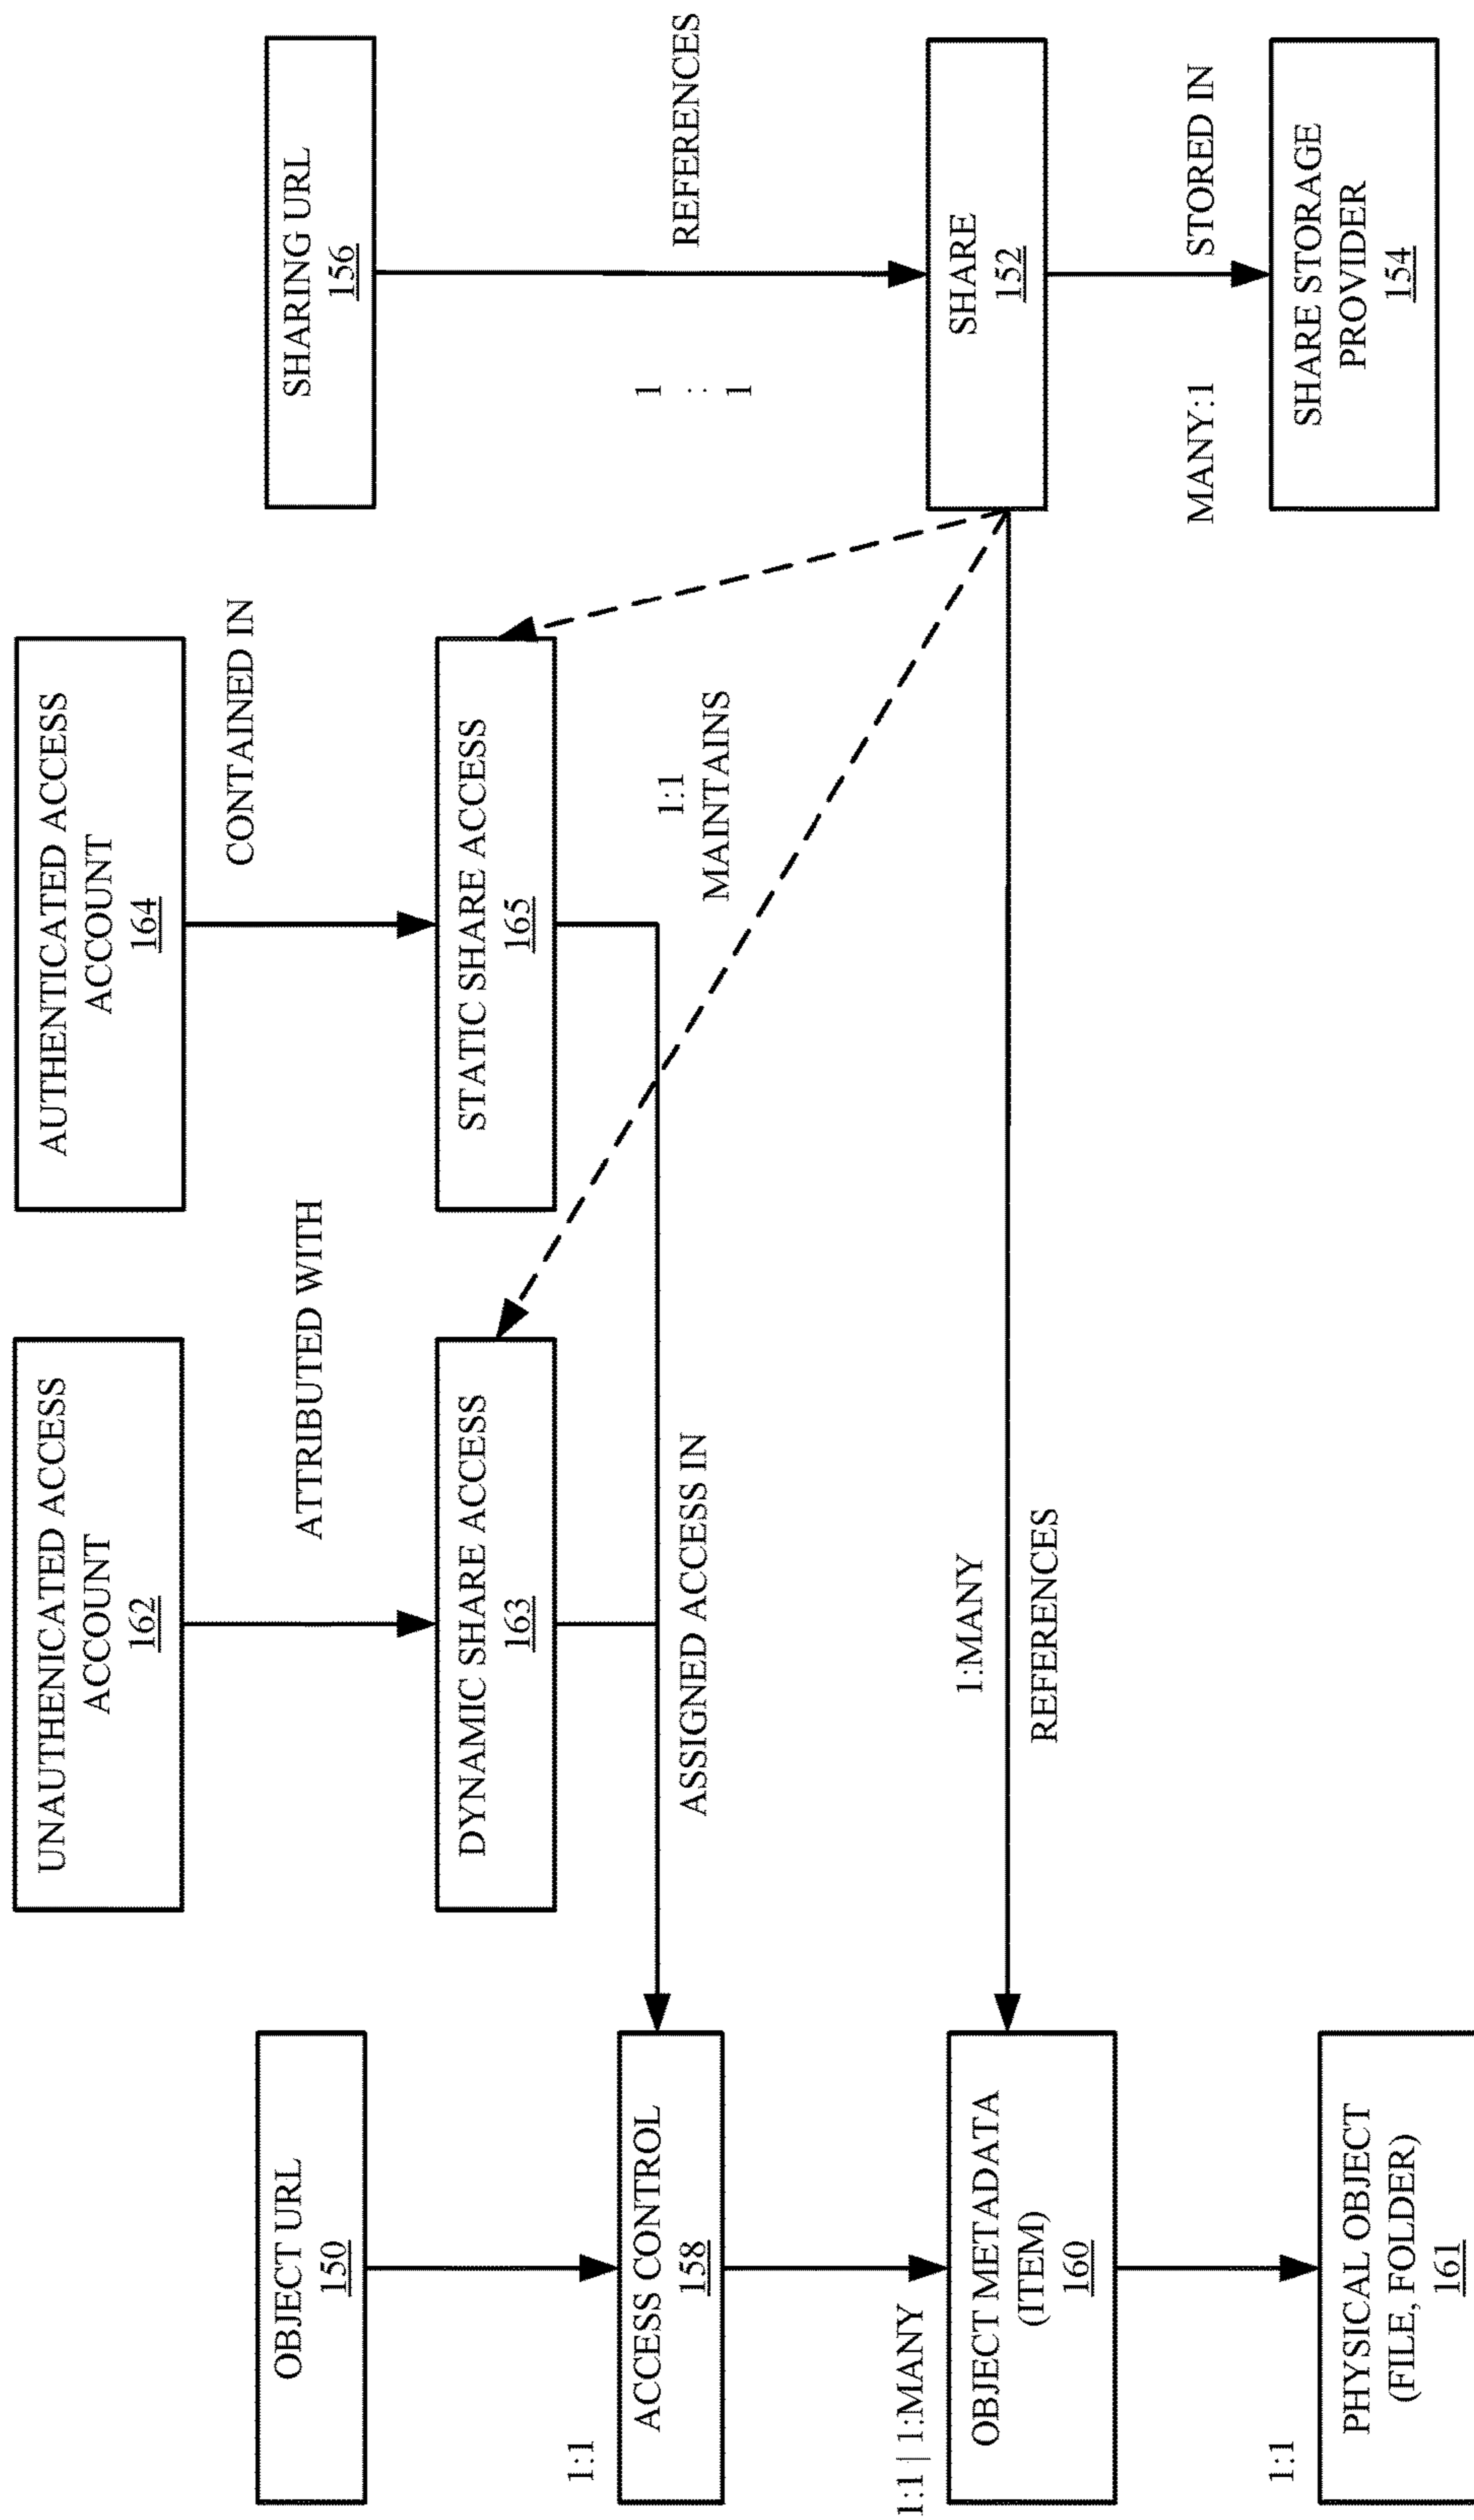 UNAUTHENICATED ACCESS
ACCOUNT
162
AUTHENTICATED ACCESS
ACCOUNT
164
OBJECT URL
150
ATTRIBUTED WITH
CONTAINED IN
SHARING URL
156
1:1
DYNAMIC SHARE ACCESS
163
STATIC SHARE ACCESS
165
ACCESS CONTROL
158
ASSIGNED ACCESS IN
1:1
MAINTAINS
1
:
1
REFERENCES
1:1 | 1:MANY
OBJECT METADATA
(ITEM)
160
1:MANY
REFERENCES
SHARE
152
1:1
MANY:1
STORED IN
PHYSICAL OBJECT
(FILE, FOLDER)
161
SHARE STORAGE
PROVIDER
154